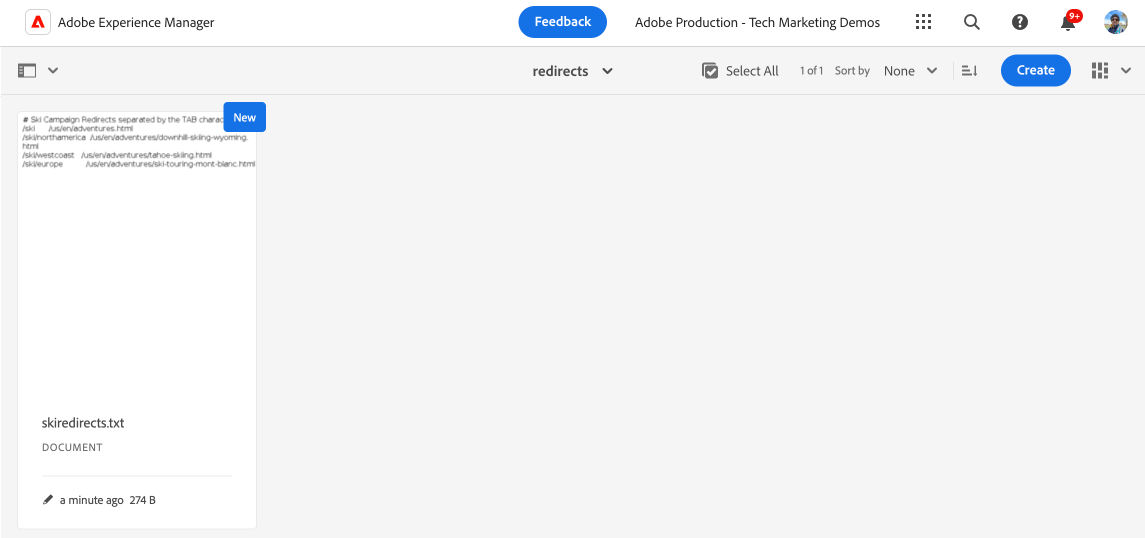 Adobe Experience Manager
Feedback
Adobe Production - Tech Marketing Demos
?
9+
redirects
Select All
1 of 1
Sort by
None
Create
New
# Ski Campaign Redirects separated by the TAB charac
/ski /us/en/adventures.html
/ski/northamerica /us/en/adventures/downhill-skiing-wyoming.
html
/ski/westcoast /us/en/adventures/tahoe-skiing.html
/ski/europe /us/en/adventures/ski-touring-mont-blanc.html
skiredirects.txt
DOCUMENT
a minute ago 274 B